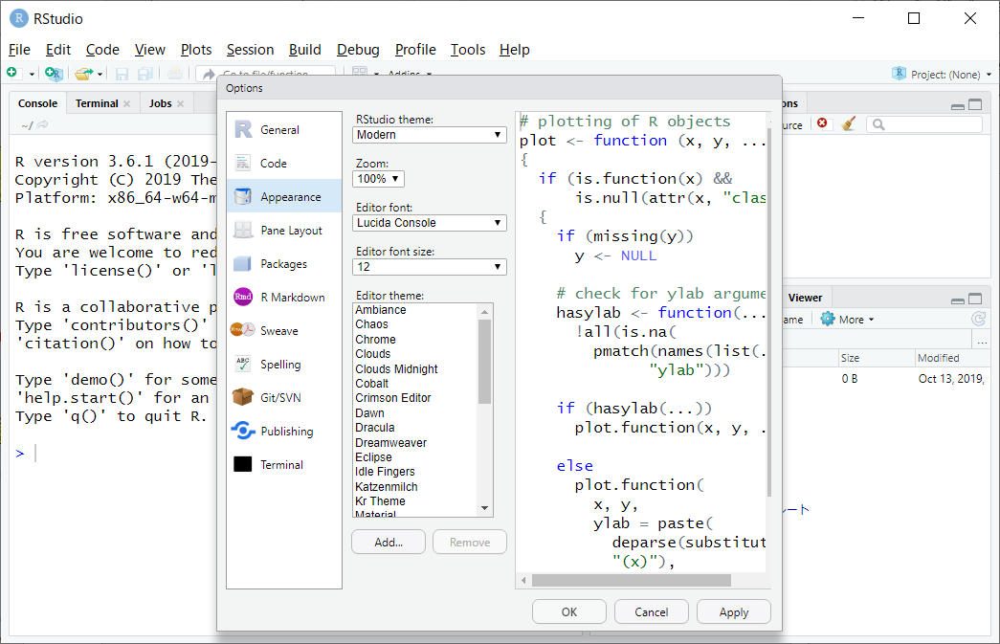 RStudio
File Edit Code View Plots Session Build Debug Profile Tools Help
Go to file/function Addins Project: (None)
Console Terminal Jobs
~/
R version 3.6.1 (2019-
Copyright (C) 2019 The
Platform: x86_64-w64-m
R is free software and
You are welcome to red
Type 'license()' or 'l
R is a collaborative p
Type 'contributors()'
'citation()' on how to
Type 'demo()' for some
'help.start()' for an
Type 'q()' to quit R.
>
Options
General
Code
Appearance
Pane Layout
Packages
Rmd R Markdown
Sweave
ABC Spelling
Git/SVN
Publishing
Terminal
RStudio theme:
Modern
Zoom:
100%
Editor font:
Lucida Console
Editor font size:
12
Editor theme:
Ambiance
Chaos
Chrome
Clouds
Clouds Midnight
Cobalt
Crimson Editor
Dawn
Dracula
Dreamweaver
Eclipse
Idle Fingers
Katzenmilch
Kr Theme
Material
Add... Remove
# plotting of R objects
plot <- function (x, y, ...
{
if (is.function(x) &&
is.null(attr(x, "clas
{
if (missing(y))
y <- NULL
# check for ylab argume
hasylab <- function(...
!all(is.na(
pmatch(names(list(.
"ylab")))
if (hasylab(...))
plot.function(x, y, .
else
plot.function(
x, y,
ylab = paste(
deparse(substitut
"(x)"),
OK Cancel Apply
ons
urce
Viewer
ame More
...
Size Modified
0 B Oct 13, 2019,
ート